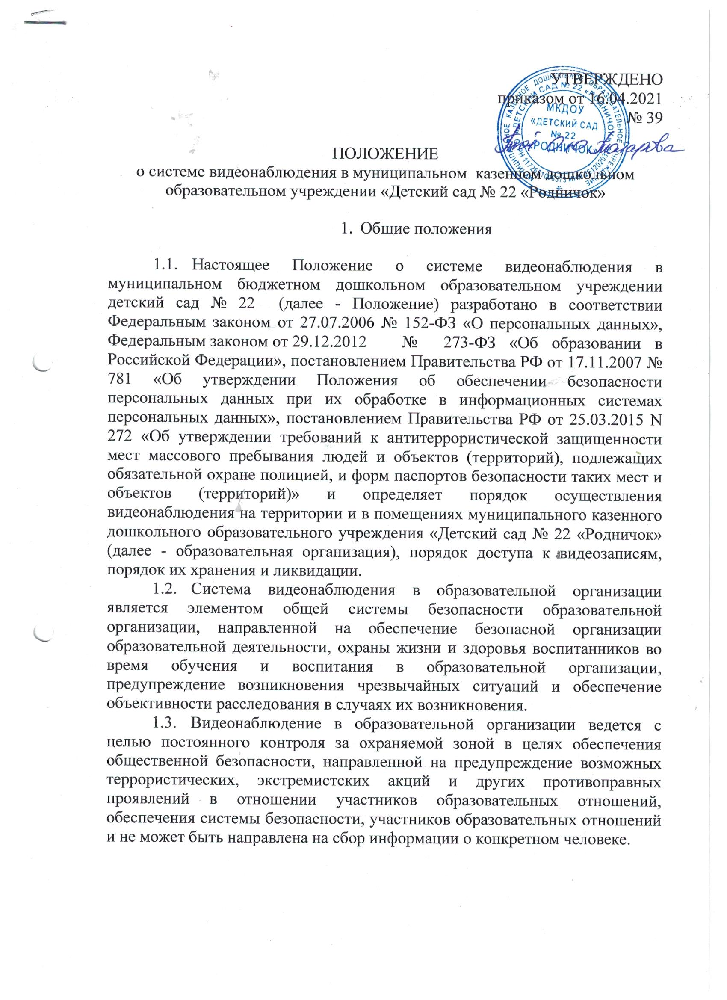 УТВЕРЖДЕНО
приказом от 16.04.2021
№ 39
МКДОУ
«ДЕТСКИЙ САД
№ 22
«РОДНИЧОК»
ПОЛОЖЕНИЕ
о системе видеонаблюдения в муниципальном казенном дошкольном
образовательном учреждении «Детский сад № 22 «Родничок»
1. Общие положения
1.1. Настоящее Положение о системе видеонаблюдения в
муниципальном бюджетном дошкольном образовательном учреждении
детский сад № 22 (далее - Положение) разработано в соответствии
Федеральным законом от 27.07.2006 № 152-ФЗ «О персональных данных»,
Федеральным законом от 29.12.2012 № 273-ФЗ «Об образовании в
Российской Федерации», постановлением Правительства РФ от 17.11.2007 №
781 «Об утверждении Положения об обеспечении безопасности
персональных данных при их обработке в информационных системах
персональных данных», постановлением Правительства РФ от 25.03.2015 N
272 «Об утверждении требований к антитеррористической защищенности
мест массового пребывания людей и объектов (территорий), подлежащих
обязательной охране полицией, и форм паспортов безопасности таких мест и
объектов (территорий)» и определяет порядок осуществления
видеонаблюдения на территории и в помещениях муниципального казенного
дошкольного образовательного учреждения «Детский сад № 22 «Родничок»
(далее - образовательная организация), порядок доступа к видеозаписям,
порядок их хранения и ликвидации.
1.2. Система видеонаблюдения в образовательной организации
является элементом общей системы безопасности образовательной
организации, направленной на обеспечение безопасной организации
образовательной деятельности, охраны жизни и здоровья воспитанников во
время обучения и воспитания в образовательной организации,
предупреждение возникновения чрезвычайных ситуаций и обеспечение
объективности расследования в случаях их возникновения.
1.3. Видеонаблюдение в образовательной организации ведется с
целью постоянного контроля за охраняемой зоной в целях обеспечения
общественной безопасности, направленной на предупреждение возможных
террористических, экстремистских акций и других противоправных
проявлений в отношении участников образовательных отношений,
обеспечения системы безопасности, участников образовательных отношений
и не может быть направлена на сбор информации о конкретном человеке.